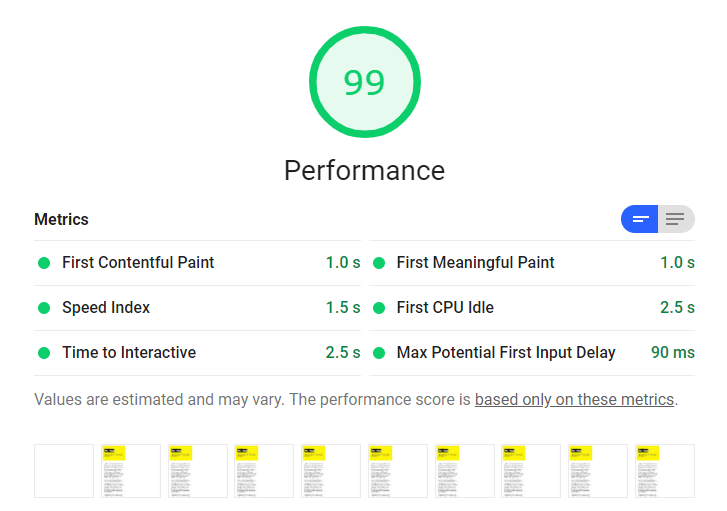 99
Performance
Metrics
First Contentful Paint 1.0 s First Meaningful Paint 1.0 s
Speed Index 1.5 s First CPU Idle 2.5 s
Time to Interactive 2.5 s Max Potential First Input Delay 90 ms
Values are estimated and may vary. The performance score is based only on these metrics.